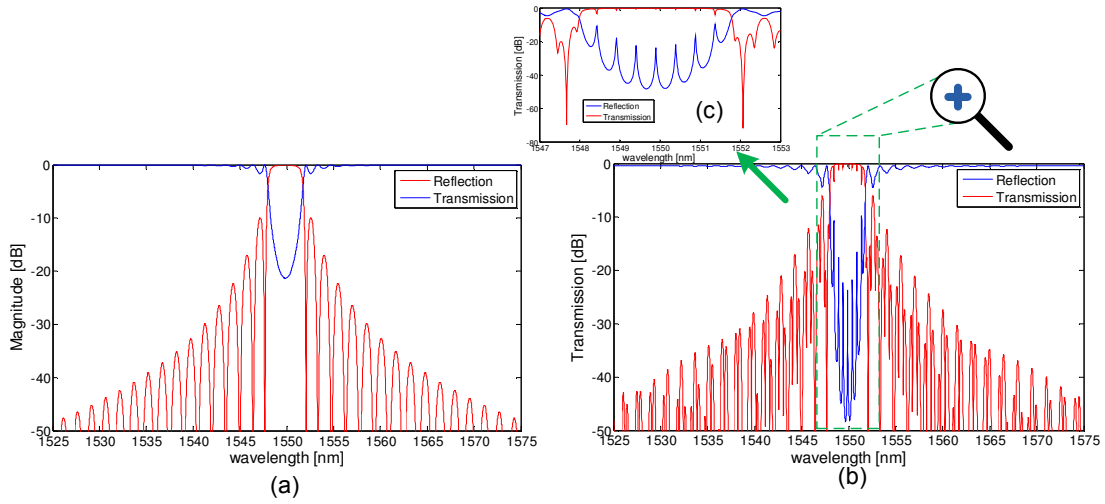 0
-20
-40
-60
-80
Transmission [dB]
Reflection
Transmission
(c)
1547 1548 1549 1550 1551 1552 1553
wavelength [nm]
0
-10
-20
-30
-40
-50
Magnitude [dB]
Reflection
Transmission
1525 1530 1535 1540 1545 1550 1555 1560 1565 1570 1575
wavelength [nm]
(a)
0
-10
-20
-30
-40
50
Transmission [dB]
Reflection
Transmission
1525 1530 1535 1540 1545 1550 1555 1560 1565 1570 1575
wavelength [nm]
(b)